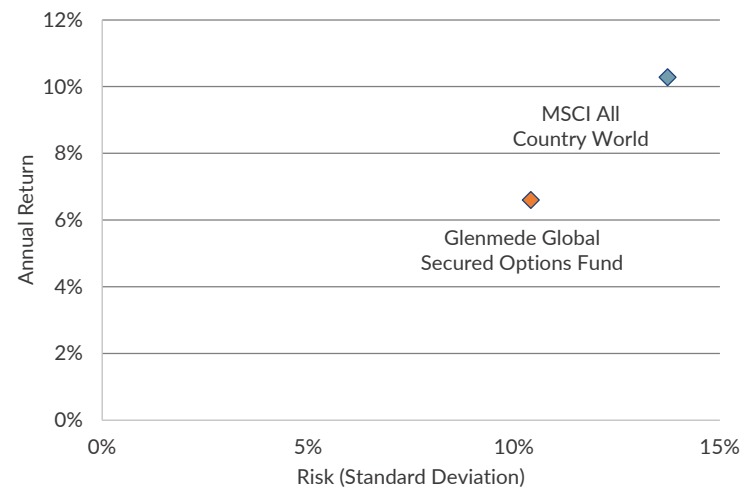 12%
10%
8%
6%
4%
2%
0%
Annual Return
MSCI All
Country World
Glenmede Global
Secured Options Fund
0%
5%
10%
15%
Risk (Standard Deviation)